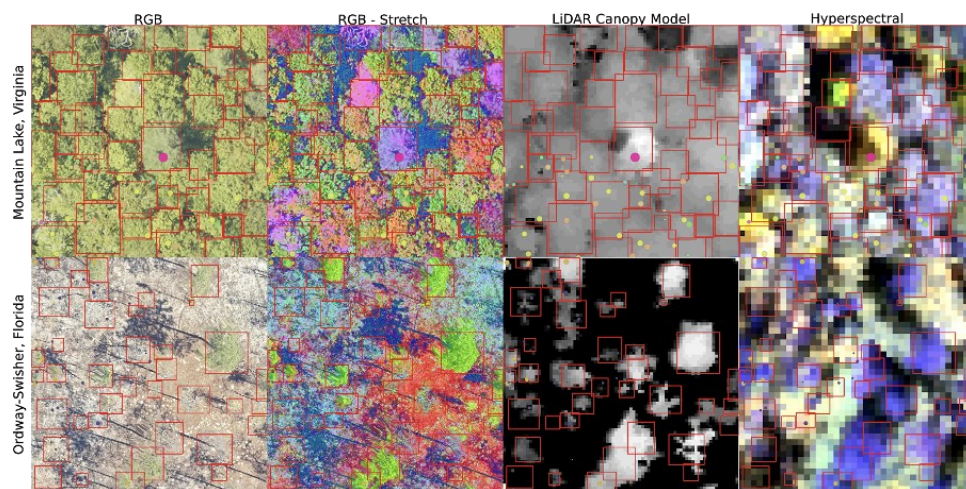 RGB
RGB - Stretch
LiDAR Canopy Model
Hyperspectral
Mountain Lake, Virginia
Ordway-Swisher, Florida